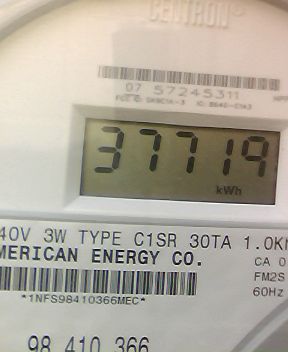 CENTRON®
07 57245311
37719
kWh
40V 3W TYPE C1SR 30TA 1.0K
MERICAN ENERGY CO.
CA 0
FM2S
60Hz
*1NFS98410366MEC*
98 410 366